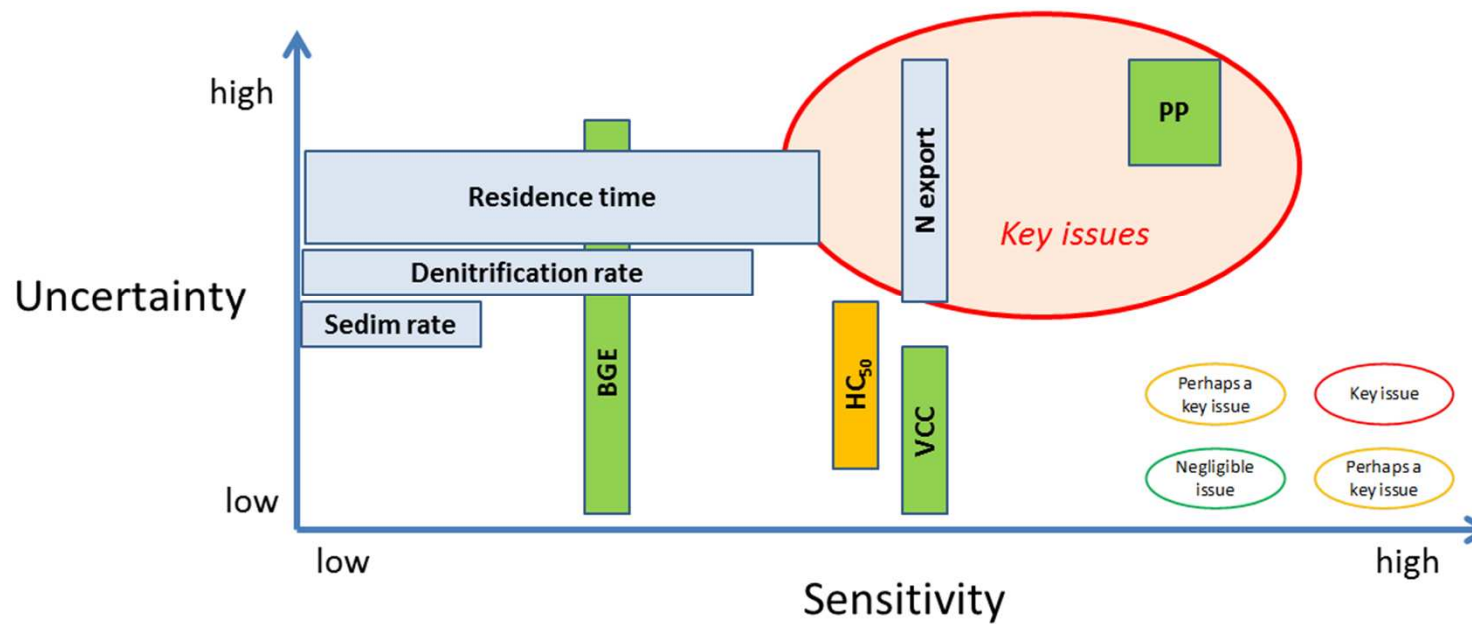 high
PP
N export
Residence time
Key issues
Denitrification rate
Uncertainty
Sedim rate
BGE
HC50
VCC
Perhaps a
key issue
Key issue
Negligible
issue
Perhaps a
key issue
low
low
high
Sensitivity